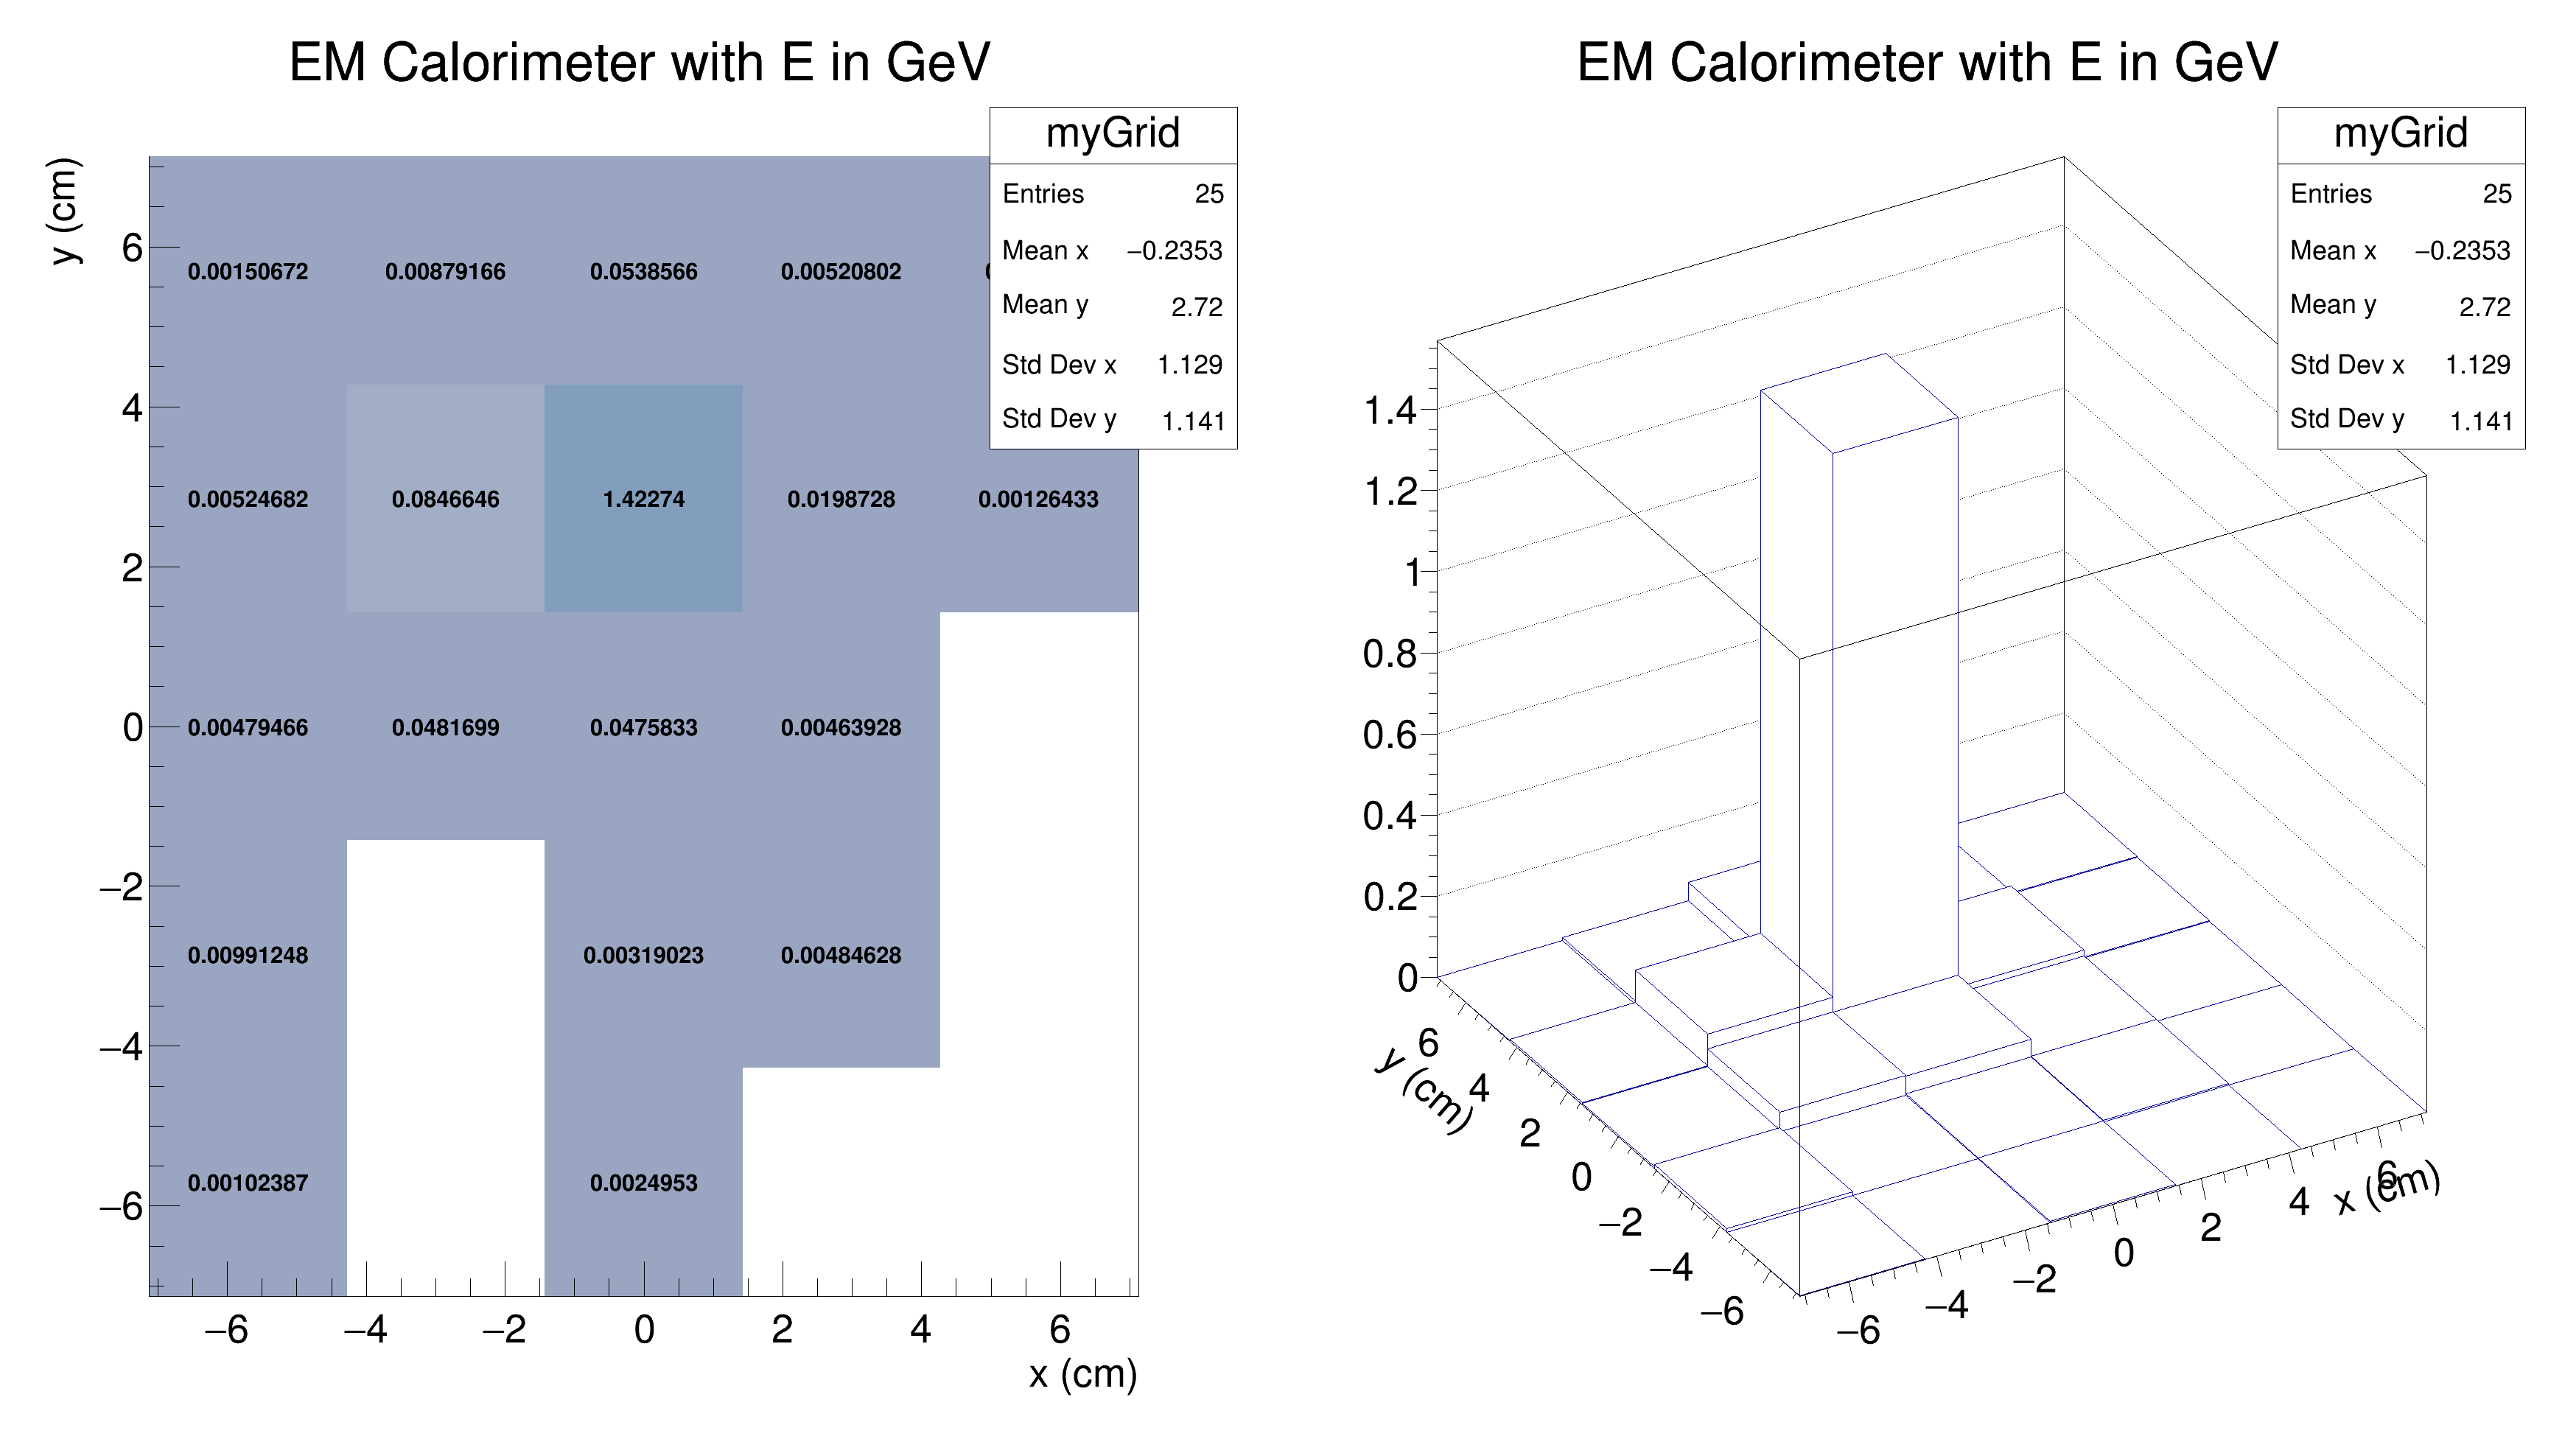 EM Calorimeter with E in GeV
myGrid
Entries 25
Mean x −0.2353
Mean y 2.72
Std Dev x 1.129
Std Dev y 1.141
y (cm)
6
4
2
0
−2
−4
−6
0.00150672 0.00879166 0.0538566 0.00520802
0.00524682 0.0846646 1.42274 0.0198728 0.00126433
0.00479466 0.0481699 0.0475833 0.00463928
0.00991248 0.00319023 0.00484628
0.00102387 0.0024953
−6 −4 −2 0 2 4 6
x (cm)
EM Calorimeter with E in GeV
myGrid
Entries 25
Mean x −0.2353
Mean y 2.72
Std Dev x 1.129
Std Dev y 1.141
1.4
1.2
1
0.8
0.6
0.4
0.2
0
6
4
2
0
−2
−4
−6
y (cm)
−6
−4
−2
0
2
4
6
x (cm)